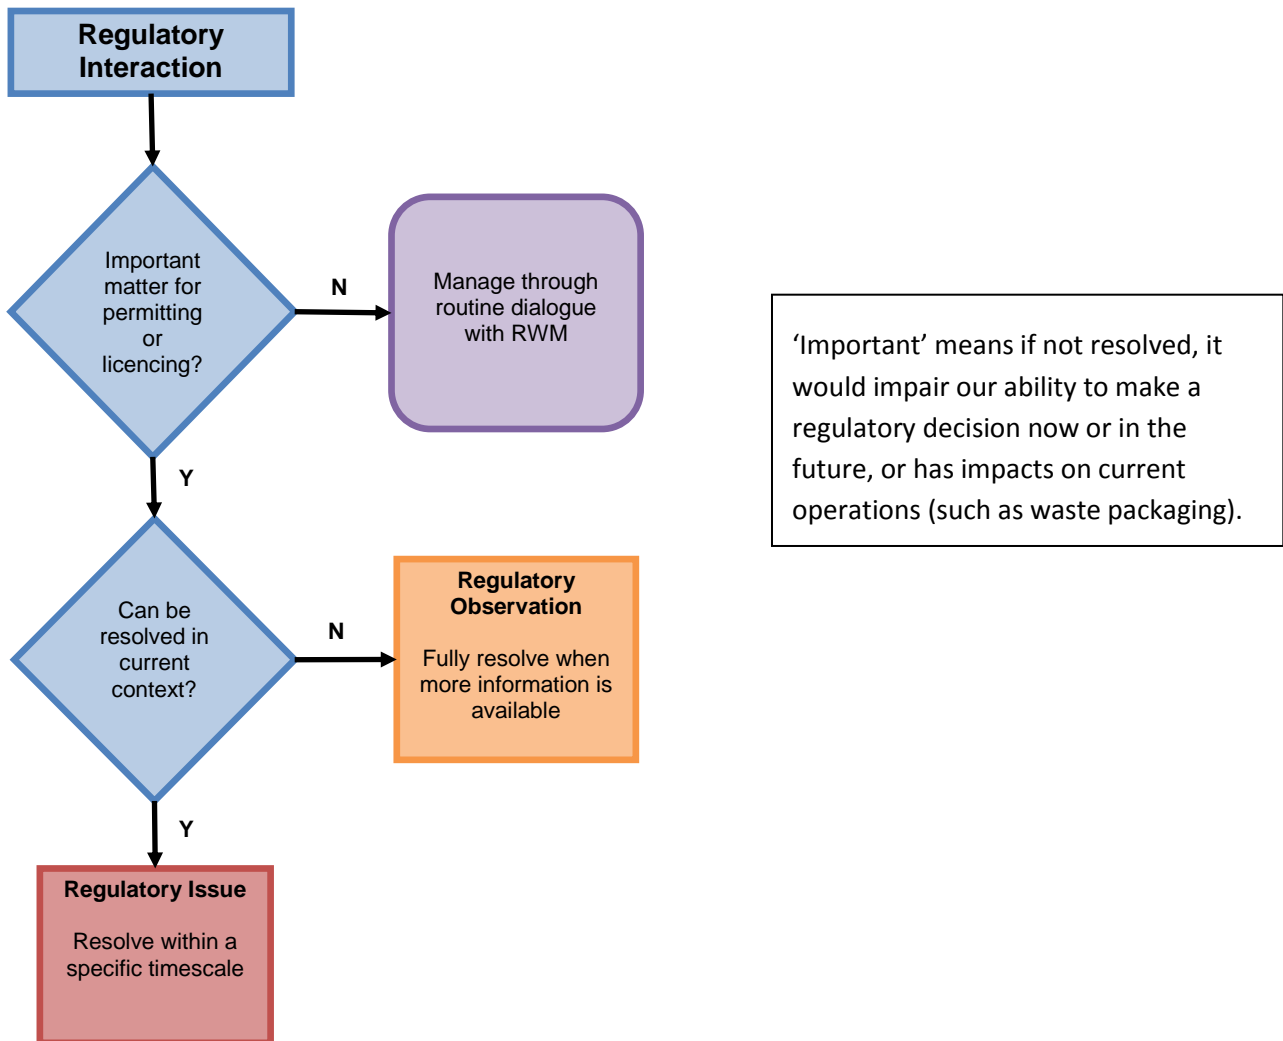 Regulatory
Interaction
Important
matter for
permitting
or
licencing?
N
Manage through
routine dialogue
with RWM
‘Important’ means if not resolved, it
would impair our ability to make a
regulatory decision now or in the
future, or has impacts on current
operations (such as waste packaging).
Y
Can be
resolved in
current
context?
N
Regulatory
Observation
Fully resolve when
more information is
available
Y
Regulatory Issue
Resolve within a
specific timescale